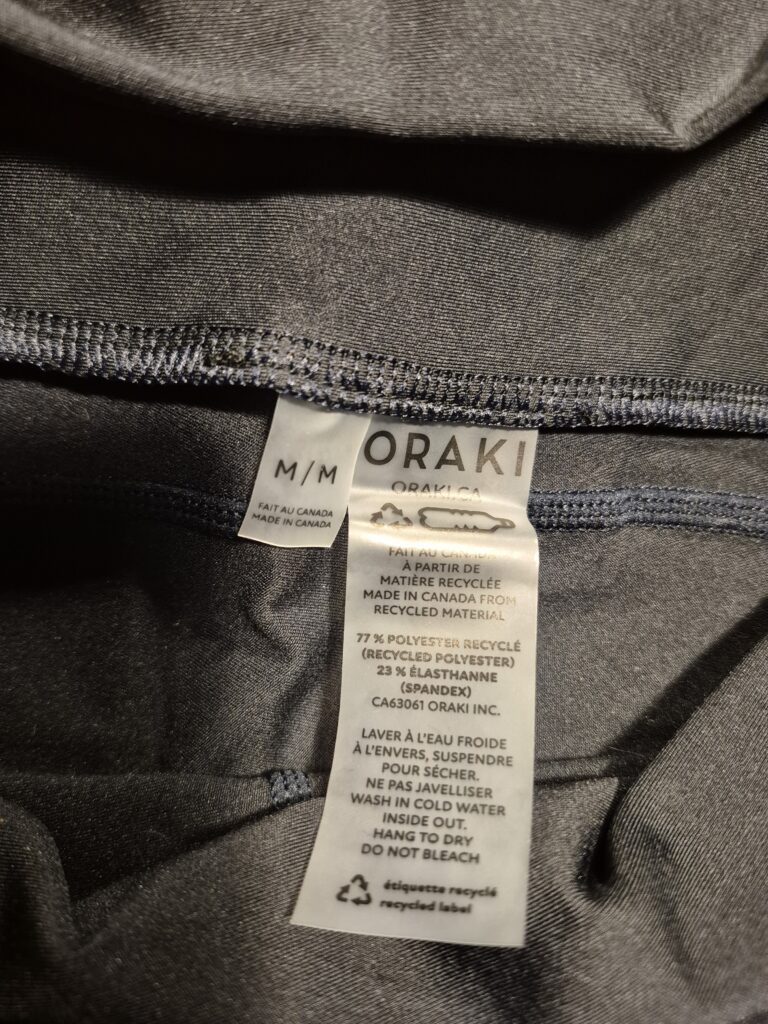 M/M
FAIT AU CANADA
MADE IN CANADA
ORAKI
ORAKI.CA
FAIT AU CANADA
À PARTIR DE
MATIÈRE RECYCLÉE
MADE IN CANADA FROM
RECYCLED MATERIAL
77 % POLYESTER RECYCLÉ
(RECYCLED POLYESTER)
23 % ÉLASTHANNE
(SPANDEX)
CA63061 ORAKI INC.
LAVER À L'EAU FROIDE
À L'ENVERS, SUSPENDRE
POUR SÉCHER.
NE PAS JAVELLISER
WASH IN COLD WATER
INSIDE OUT.
HANG TO DRY
DO NOT BLEACH
étiquette recyclé
recycled label